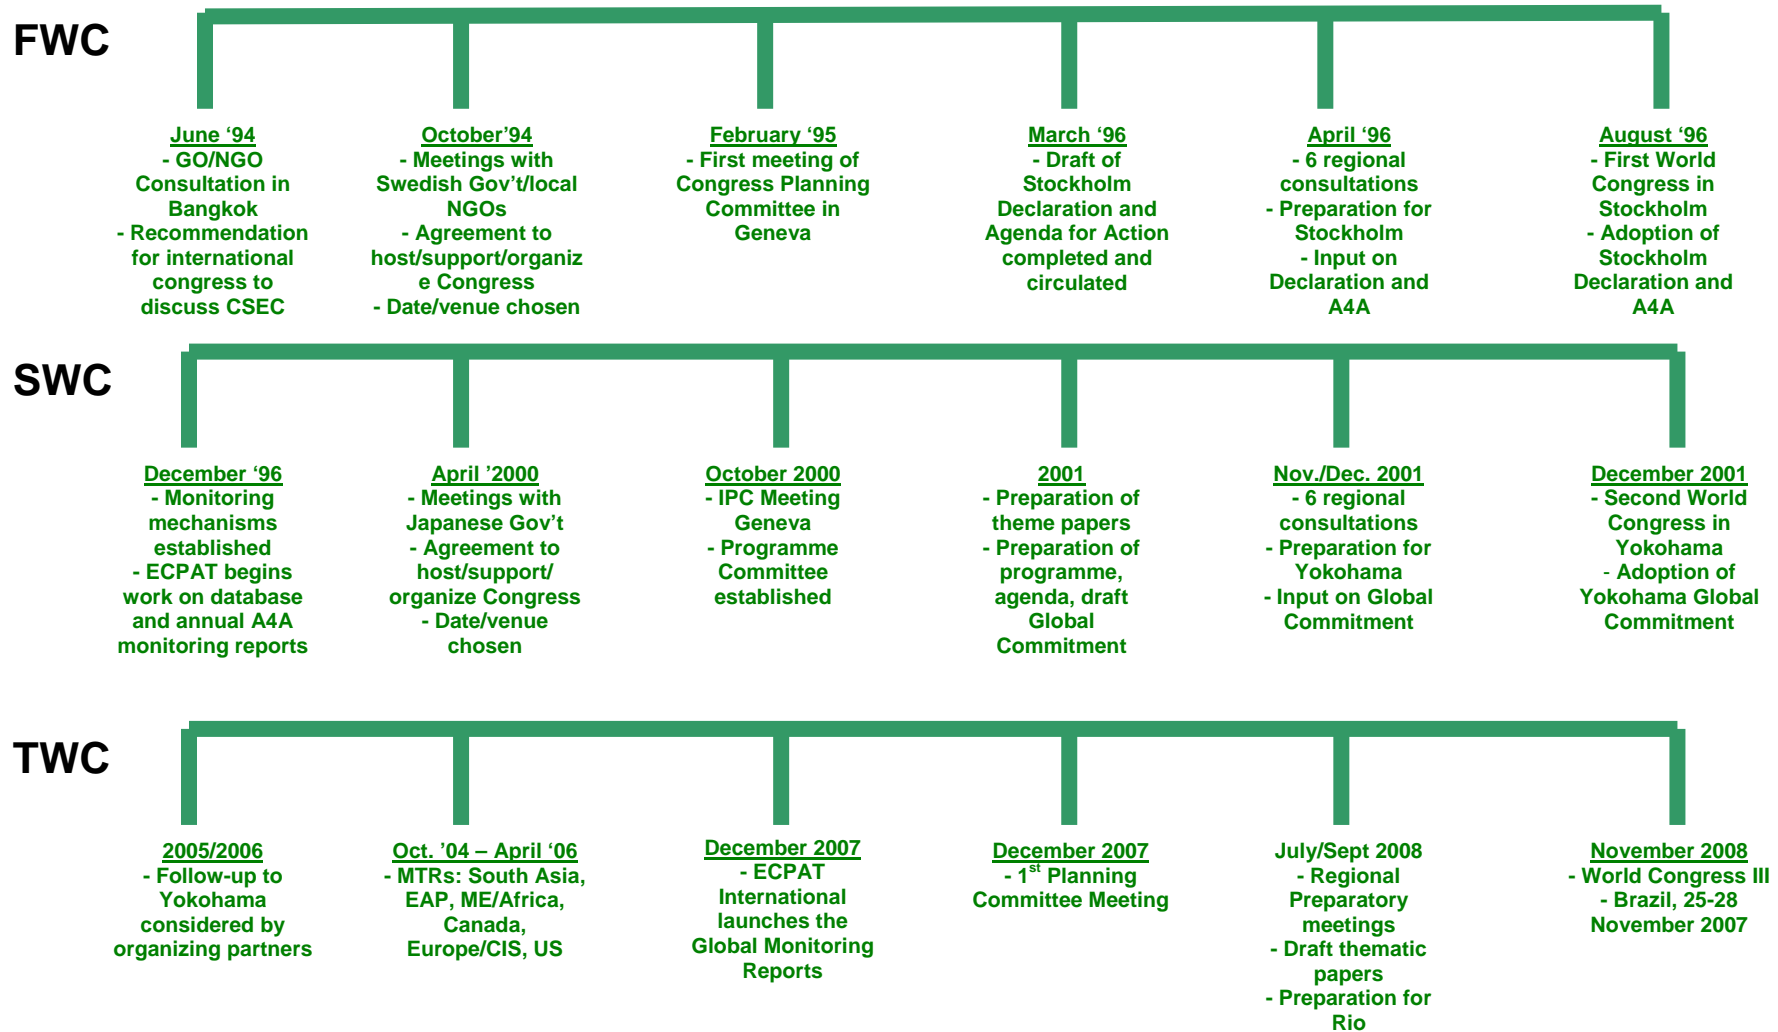 FWC
June ‘94
- GO/NGO
Consultation in
Bangkok
- Recommendation
for international
congress to
discuss CSEC
October’94
- Meetings with
Swedish Gov’t/local
NGOs
- Agreement to
host/support/organiz
e Congress
- Date/venue chosen
February ‘95
- First meeting of
Congress Planning
Committee in
Geneva
March ‘96
- Draft of
Stockholm
Declaration and
Agenda for Action
completed and
circulated
April ‘96
- 6 regional
consultations
- Preparation for
Stockholm
- Input on
Declaration and
A4A
August ‘96
- First World
Congress in
Stockholm
- Adoption of
Stockholm
Declaration and
A4A
SWC
December ‘96
- Monitoring
mechanisms
established
- ECPAT begins
work on database
and annual A4A
monitoring reports
April ’2000
- Meetings with
Japanese Gov’t
- Agreement to
host/support/
organize Congress
- Date/venue
chosen
October 2000
- IPC Meeting
Geneva
- Programme
Committee
established
2001
- Preparation of
theme papers
- Preparation of
programme,
agenda, draft
Global
Commitment
Nov./Dec. 2001
- 6 regional
consultations
- Preparation for
Yokohama
- Input on Global
Commitment
December 2001
- Second World
Congress in
Yokohama
- Adoption of
Yokohama Global
Commitment
TWC
2005/2006
- Follow-up to
Yokohama
considered by
organizing partners
Oct. ’04 – April ‘06
- MTRs: South Asia,
EAP, ME/Africa,
Canada,
Europe/CIS, US
December 2007
- ECPAT
International
launches the
Global Monitoring
Reports
December 2007
- 1st Planning
Committee Meeting
July/Sept 2008
- Regional
Preparatory
meetings
- Draft thematic
papers
- Preparation for
Rio
November 2008
- World Congress III
- Brazil, 25-28
November 2007